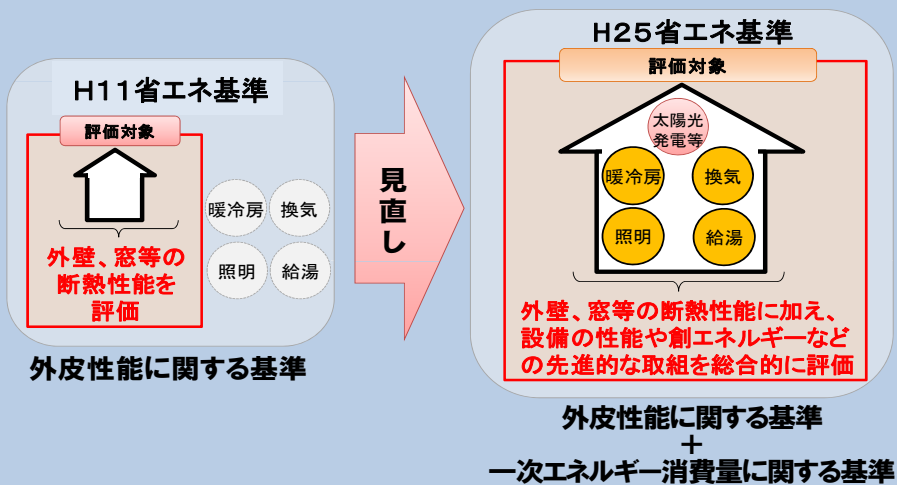 H11省エネ基準
評価対象
外壁、窓等の
断熱性能を
評価
暖冷房
換気
照明
給湯
外皮性能に関する基準
見直し
H25省エネ基準
評価対象
太陽光
発電等
暖冷房
換気
照明
給湯
外壁、窓等の断熱性能に加え、
設備の性能や創エネルギーなど
の先進的な取組を総合的に評価
外皮性能に関する基準
+
一次エネルギー消費量に関する基準